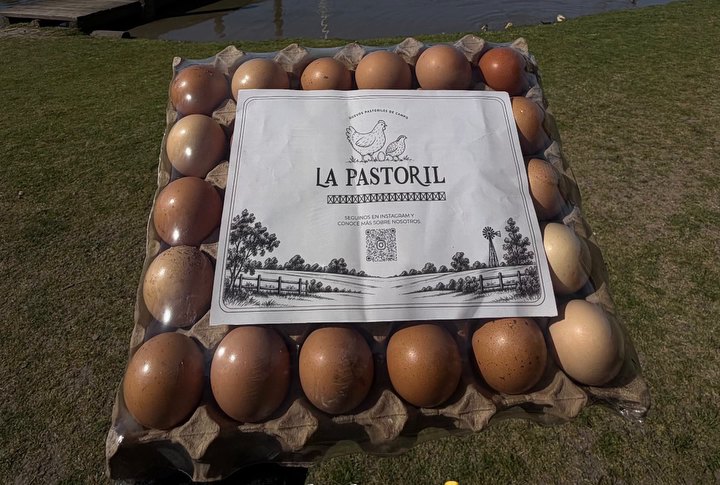 HUEVOS PASTORILES DE CAMPO
LA PASTORIL
SEGUINOS EN INSTAGRAM Y
CONOCE MÁS SOBRE NOSOTROS.